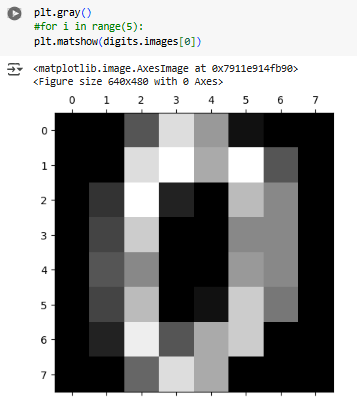 plt.gray()
#for i in range(5):
plt.matshow(digits.images[0])
<matplotlib.image.AxesImage at 0x7911e914fb90>
<Figure size 640x480 with 0 Axes>
0 1 2 3 4 5 6 7
0
1
2
3
4
5
6
7